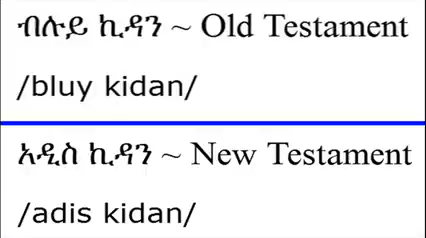 ብሉይ ኪዳን ~ Old Testament
/bluy kidan/
አዲስ ኪዳን ~ New Testament
/adis kidan/